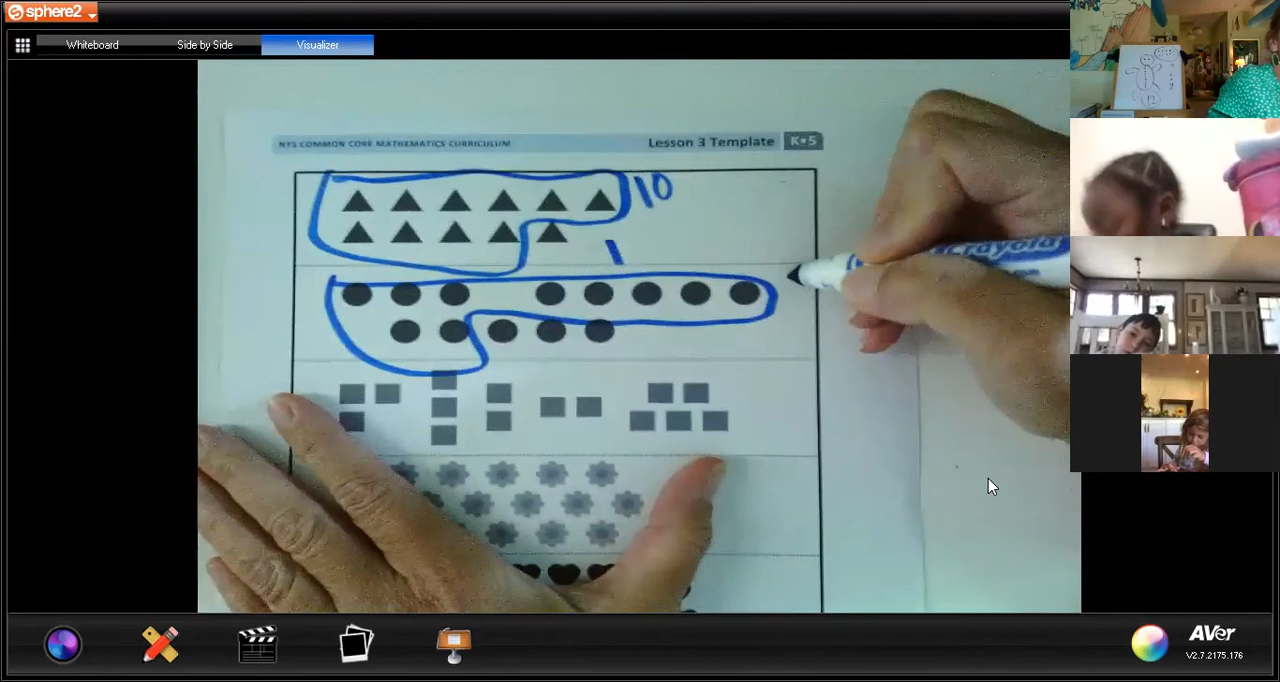 sphere2
Whiteboard Side by Side Visualizer
NYS COMMON CORE MATHEMATICS CURRICULUM Lesson 3 Template K•5
10
1
Crayola
AVer
V2.7.2175.176